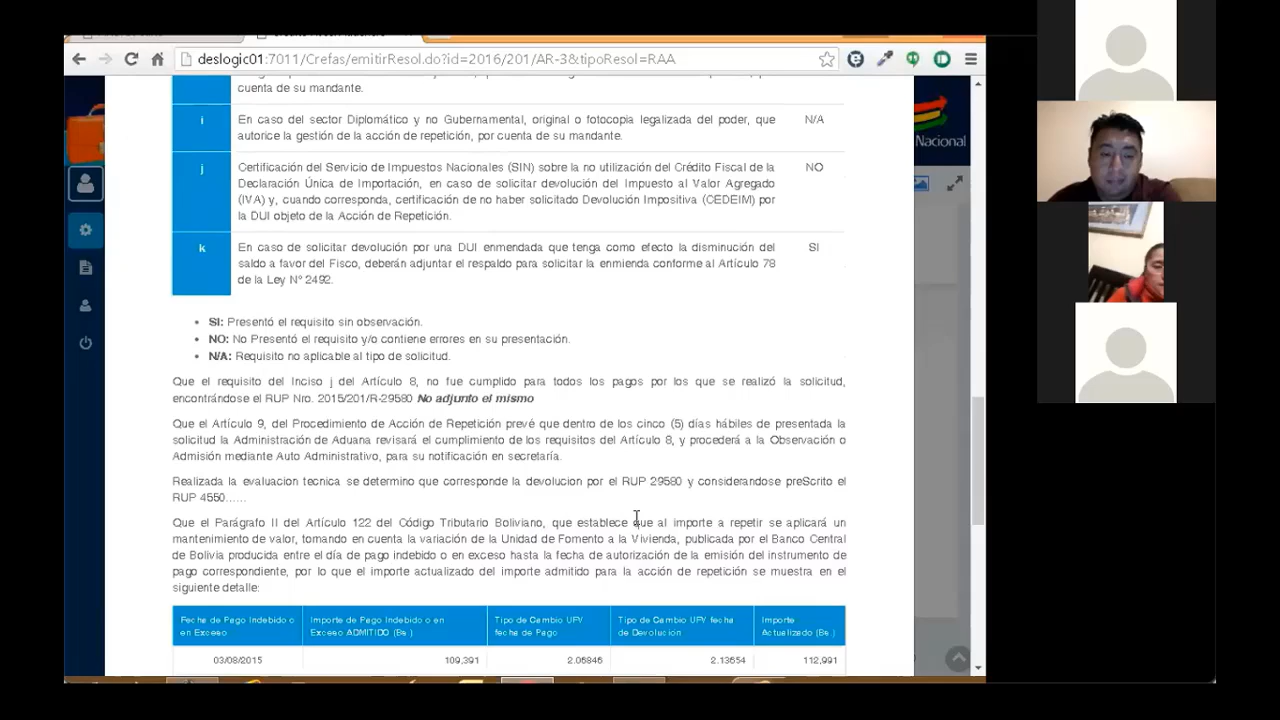 deslogic01:7011/Crefas/emitirResol.do?id=2016/201/AR-3&tipoResol=RAA
cuenta de su mandante.
Nacional
i En caso del sector Diplomático y no Gubernamental, original o fotocopia legalizada del poder, que N/A
autorice la gestión de la acción de repetición, por cuenta de su mandante.
j Certificación del Servicio de Impuestos Nacionales (SIN) sobre la no utilización del Crédito Fiscal de la NO
Declaración Única de Importación, en caso de solicitar devolución del Impuesto al Valor Agregado
(IVA) y, cuando corresponda, certificación de no haber solicitado Devolución Impositiva (CEDEIM) por
la DUI objeto de la Acción de Repetición.
k En caso de solicitar devolución por una DUI enmendada que tenga como efecto la disminución del SI
saldo a favor del Fisco, deberán adjuntar el respaldo para solicitar la enmienda conforme al Artículo 78
de la Ley Nº 2492.
• SI: Presentó el requisito sin observación.
• NO: No Presentó el requisito y/o contiene errores en su presentación.
• N/A: Requisito no aplicable al tipo de solicitud.
Que el requisito del Inciso j del Artículo 8, no fue cumplido para todos los pagos por los que se realizó la solicitud,
encontrándose el RUP Nro. 2015/201/R-29580 No adjunto el mismo
Que el Artículo 9, del Procedimiento de Acción de Repetición prevé que dentro de los cinco (5) días hábiles de presentada la
solicitud la Administración de Aduana revisará el cumplimiento de los requisitos del Artículo 8, y procederá a la Observación o
Admisión mediante Auto Administrativo, para su notificación en secretaría.
Realizada la evaluacion tecnica se determino que corresponde la devolucion por el RUP 29580 y considerandose preScrito el
RUP 4550......
Que el Parágrafo II del Artículo 122 del Código Tributario Boliviano, que establece que al importe a repetir se aplicará un
mantenimiento de valor, tomando en cuenta la variación de la Unidad de Fomento a la Vivienda, publicada por el Banco Central
de Bolivia producida entre el día de pago indebido o en exceso hasta la fecha de autorización de la emisión del instrumento de
pago correspondiente, por lo que el importe actualizado del importe admitido para la acción de repetición se muestra en el
siguiente detalle:
Fecha de Pago Indebido o Importe de Pago Indebido o en Tipo de Cambio UFV Tipo de Cambio UFV fecha Importe
en Exceso Exceso ADMITIDO (Bs.) fecha de Pago de Devolucion Actualizado (Bs.)
03/08/2015 109,391 2.06846 2.13654 112,991